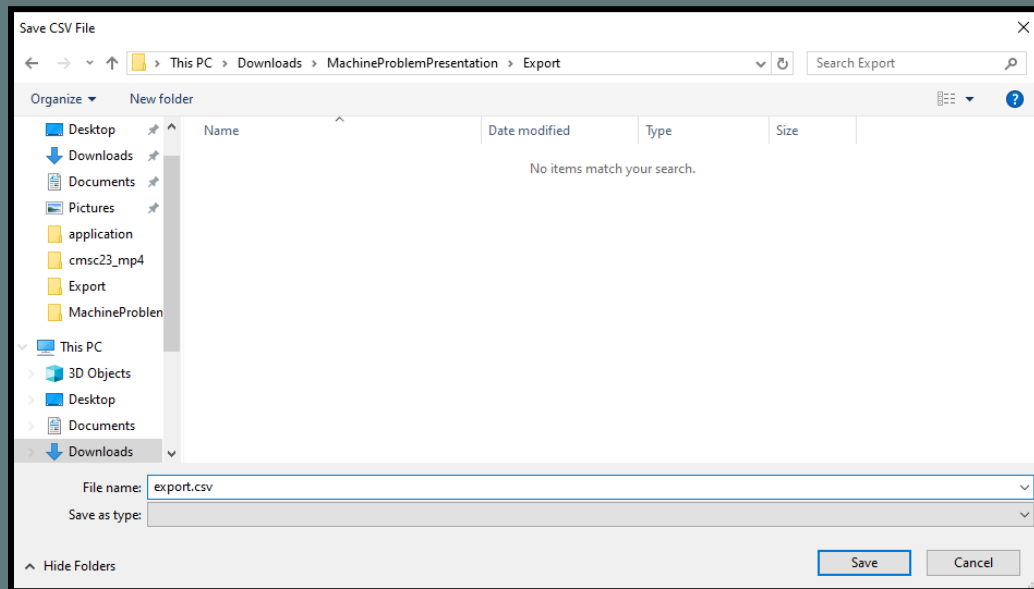 Save CSV File
This PC > Downloads > MachineProblemPresentation > Export
Search Export
Organize
New folder
Desktop
Downloads
Documents
Pictures
application
cmsc23_mp4
Export
MachineProblen
This PC
3D Objects
Desktop
Documents
Downloads
Name
Date modified
Type
Size
No items match your search.
File name: export.csv
Save as type:
Hide Folders
Save
Cancel